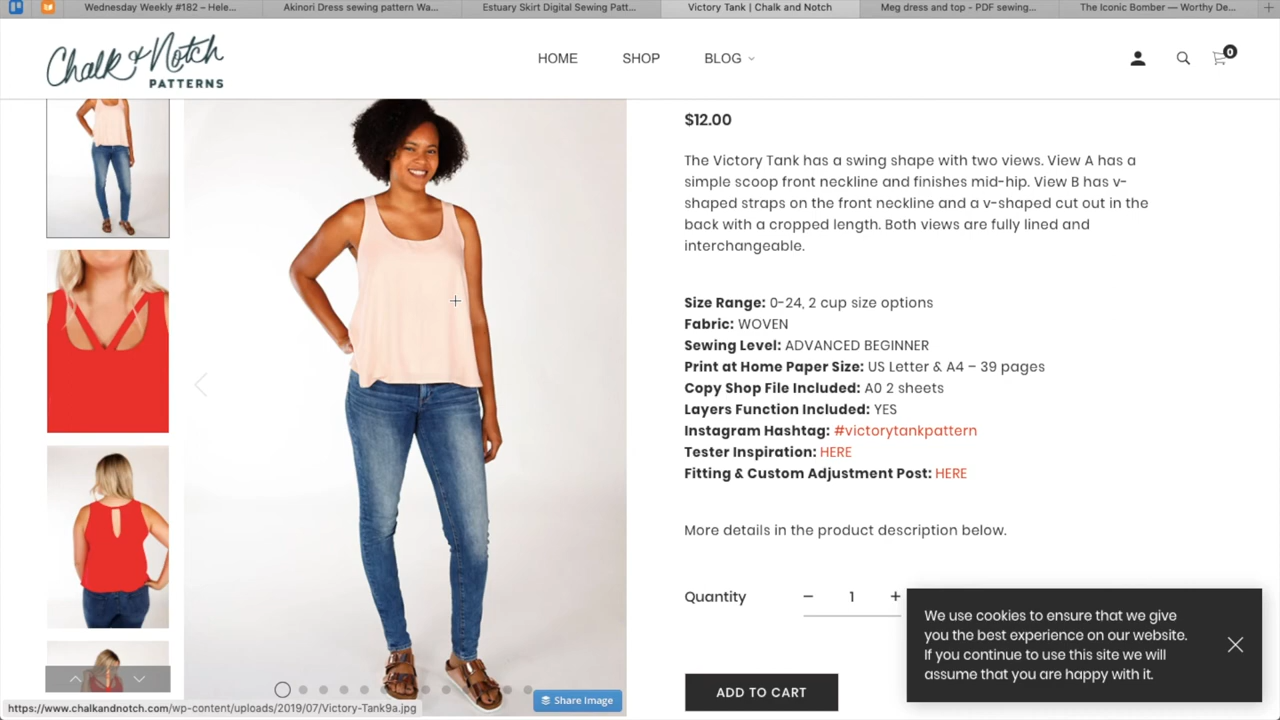 Wednesday Weekly #182 – Hele...
Akinori Dress sewing pattern Wa...
Estuary Skirt Digital Sewing Patt...
Victory Tank | Chalk and Notch
Meg dress and top - PDF sewing...
The Iconic Bomber — Worthy De...
Chalk & Notch
PATTERNS
HOME
SHOP
BLOG
0
$12.00
The Victory Tank has a swing shape with two views. View A has a
simple scoop front neckline and finishes mid-hip. View B has v-
shaped straps on the front neckline and a v-shaped cut out in the
back with a cropped length. Both views are fully lined and
interchangeable.
Size Range: 0-24, 2 cup size options
Fabric: WOVEN
Sewing Level: ADVANCED BEGINNER
Print at Home Paper Size: US Letter & A4 – 39 pages
Copy Shop File Included: A0 2 sheets
Layers Function Included: YES
Instagram Hashtag: #victorytankpattern
Tester Inspiration: HERE
Fitting & Custom Adjustment Post: HERE
More details in the product description below.
Quantity
− 1 +
ADD TO CART
We use cookies to ensure that we give
you the best experience on our website.
If you continue to use this site we will
assume that you are happy with it.
Share Image
https://www.chalkandnotch.com/wp-content/uploads/2019/07/Victory-Tank9a.jpg